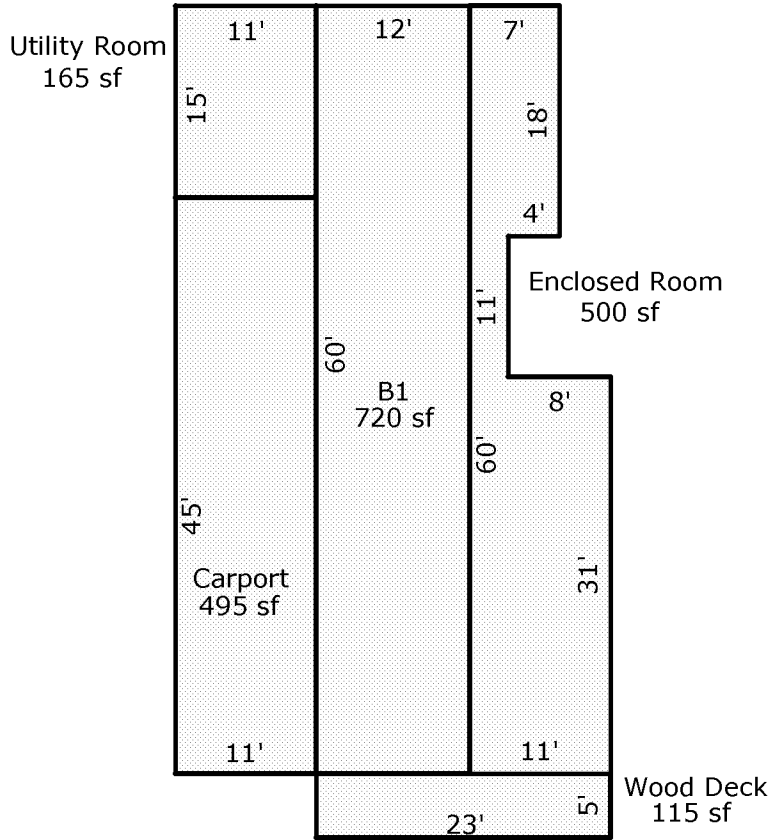 11'
12'
7'
Utility Room
165 sf
15'
18'
4'
Enclosed Room
500 sf
11'
60'
B1
720 sf
8'
60'
45'
Carport
495 sf
31'
11'
11'
Wood Deck
115 sf
5'
23'